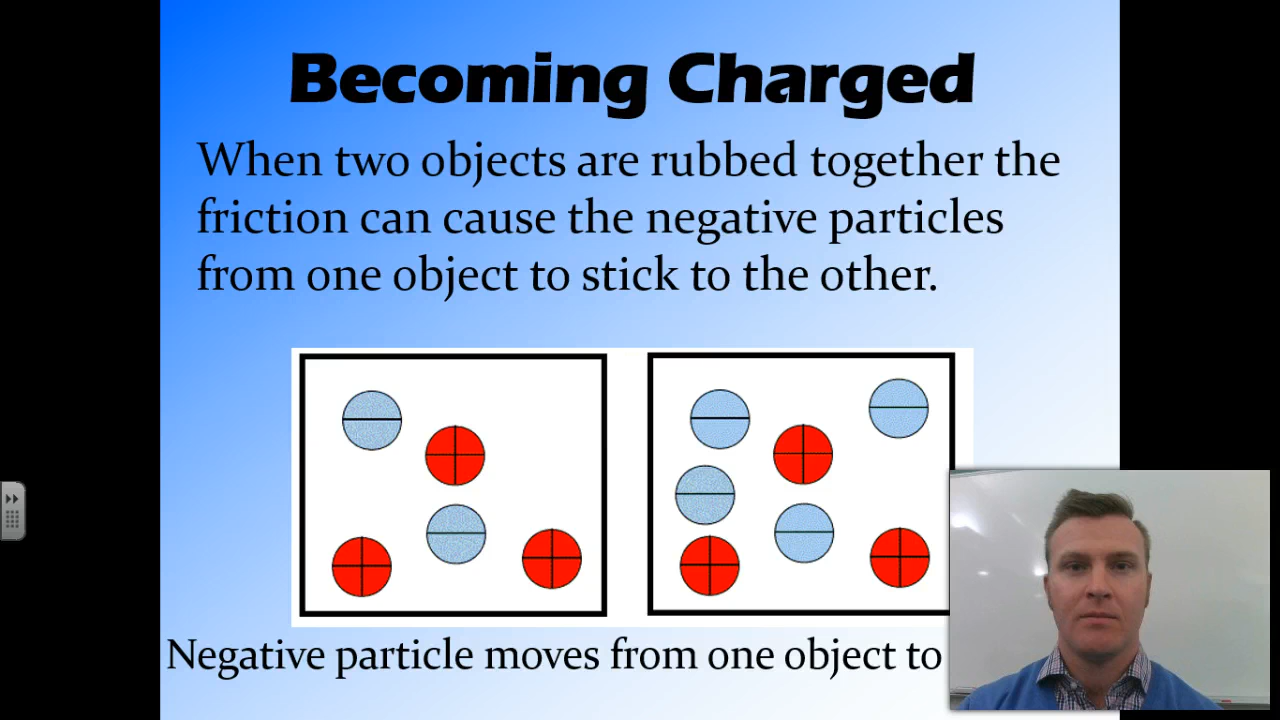 Becoming Charged
When two objects are rubbed together the
friction can cause the negative particles
from one object to stick to the other.
Negative particle moves from one object to